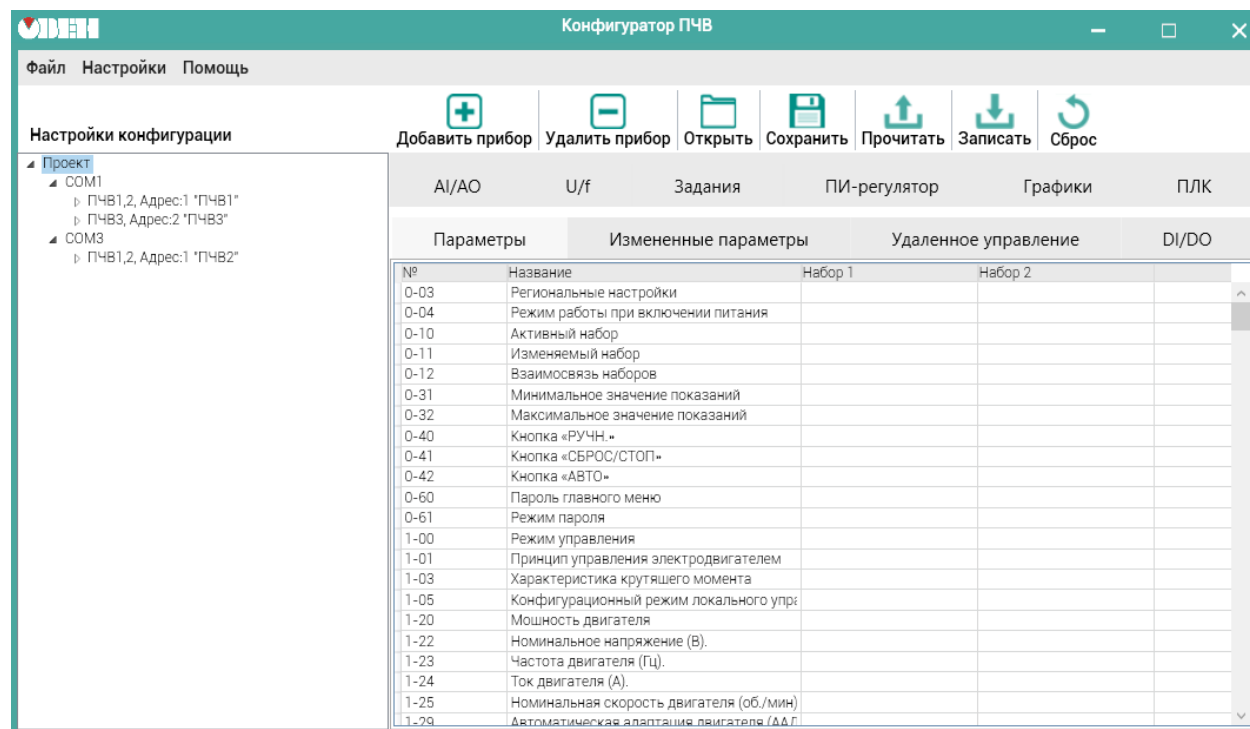 ОВЕН
Конфигуратор ПЧВ
Файл Настройки Помощь
Настройки конфигурации
Добавить прибор Удалить прибор Открыть Сохранить Прочитать Записать Сброс
Проект
COM1
ПЧВ1,2, Адрес:1 "ПЧВ1"
ПЧВ3, Адрес:2 "ПЧВ3"
COM3
ПЧВ1,2, Адрес:1 "ПЧВ2"
AI/AO U/f Задания ПИ-регулятор Графики ПЛК
Параметры Измененные параметры Удаленное управление DI/DO
№ Название Набор 1 Набор 2
0-03 Региональные настройки
0-04 Режим работы при включении питания
0-10 Активный набор
0-11 Изменяемый набор
0-12 Взаимосвязь наборов
0-31 Минимальное значение показаний
0-32 Максимальное значение показаний
0-40 Кнопка «РУЧН.»
0-41 Кнопка «СБРОС/СТОП»
0-42 Кнопка «АВТО»
0-60 Пароль главного меню
0-61 Режим пароля
1-00 Режим управления
1-01 Принцип управления электродвигателем
1-03 Характеристика крутящего момента
1-05 Конфигурационный режим локального упра
1-20 Мощность двигателя
1-22 Номинальное напряжение (В).
1-23 Частота двигателя (Гц).
1-24 Ток двигателя (А).
1-25 Номинальная скорость двигателя (об./мин)
1-29 Автоматическая адаптация двигателя (ААД